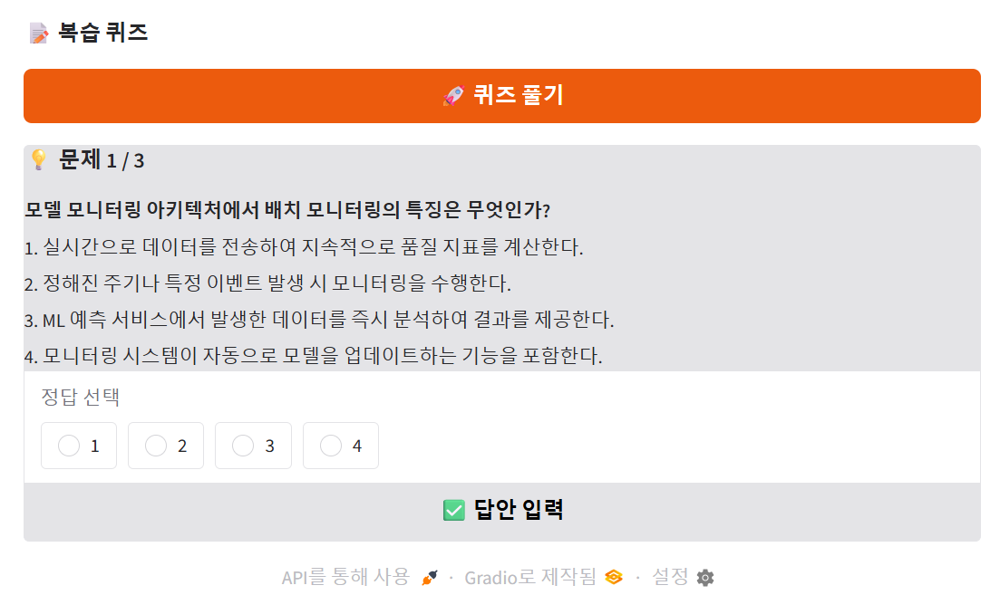 📝 복습 퀴즈
🚀 퀴즈 풀기
💡 문제 1 / 3
모델 모니터링 아키텍처에서 배치 모니터링의 특징은 무엇인가?
1. 실시간으로 데이터를 전송하여 지속적으로 품질 지표를 계산한다.
2. 정해진 주기나 특정 이벤트 발생 시 모니터링을 수행한다.
3. ML 예측 서비스에서 발생한 데이터를 즉시 분석하여 결과를 제공한다.
4. 모니터링 시스템이 자동으로 모델을 업데이트하는 기능을 포함한다.
정답 선택
1 2 3 4
✅ 답안 입력
API를 통해 사용 · Gradio로 제작됨 · 설정